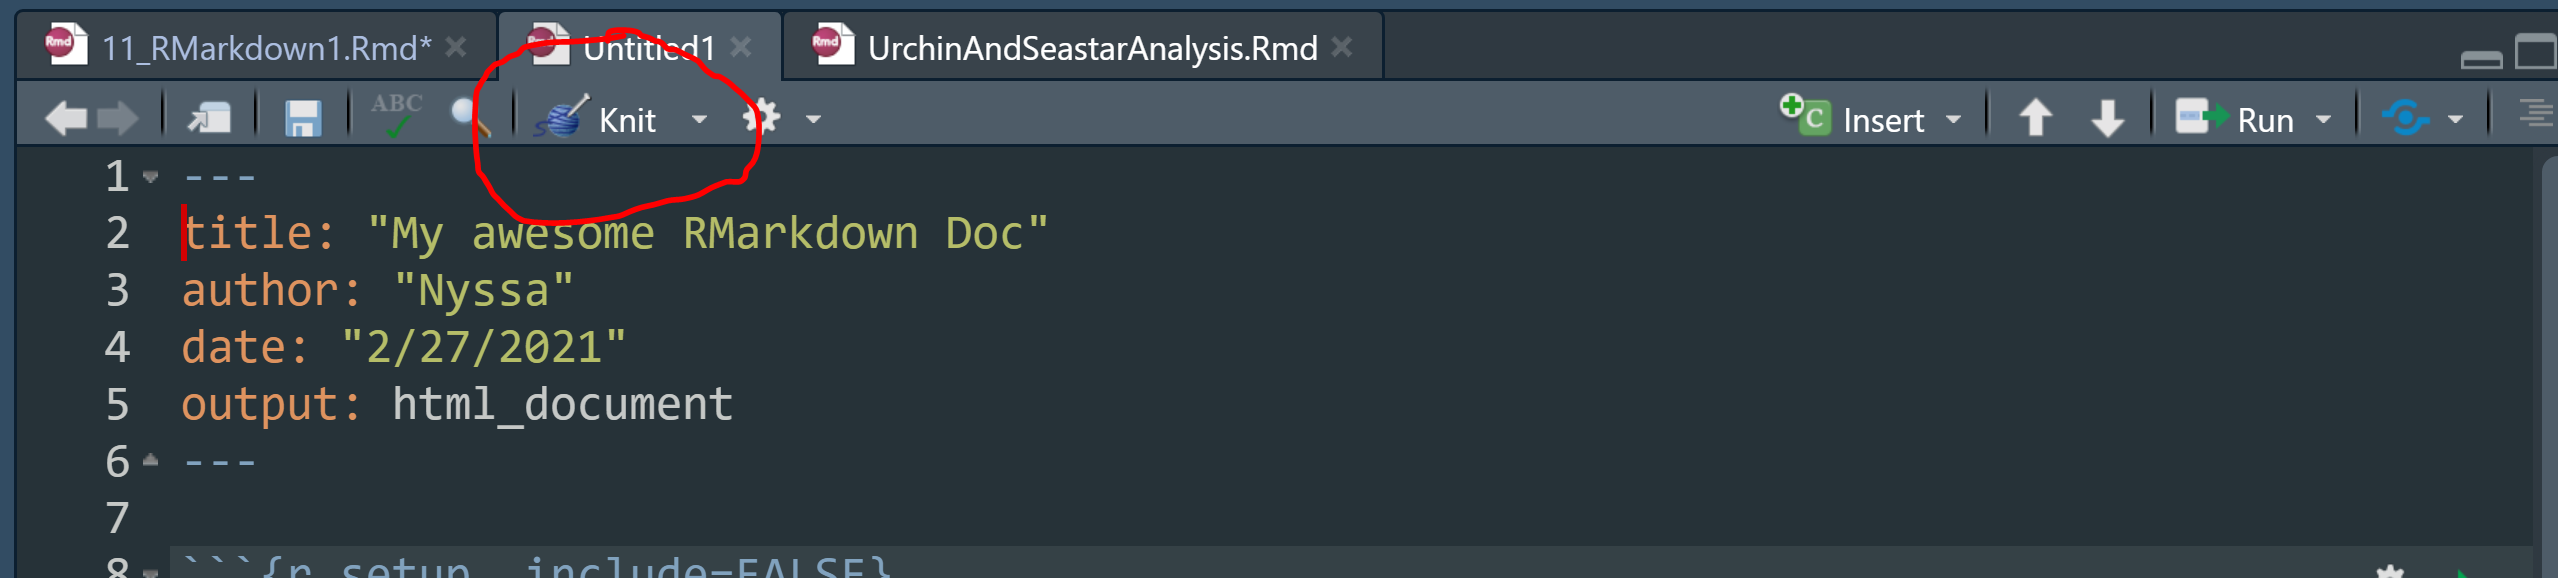 Rmd 11_RMarkdown1.Rmd* Rmd Untitled1 Rmd UrchinAndSeastarAnalysis.Rmd
ABC Knit C Insert Run
1 ---
2 title: "My awesome RMarkdown Doc"
3 author: "Nyssa"
4 date: "2/27/2021"
5 output: html_document
6 ---
7
8 ```{r setup, include=FALSE}